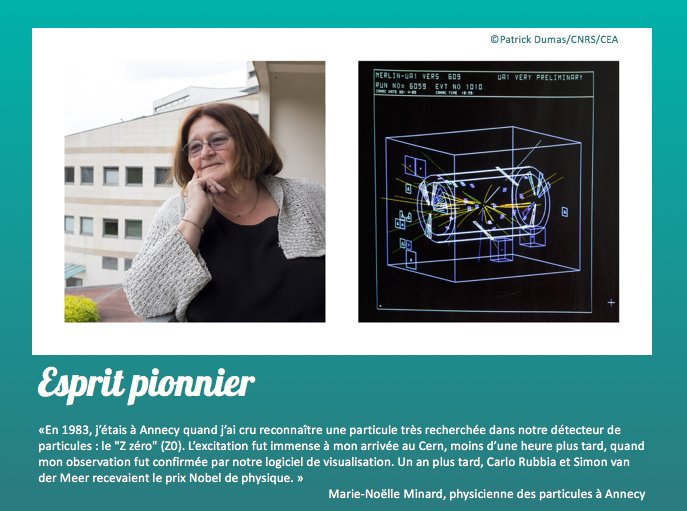 ©Patrick Dumas/CNRS/CEA
MERLIN-UA1 VERS. 609
UA1 VERY PRELIMINARY
RUN NO= 6059. EVT NO 1010.
Esprit pionnier
«En 1983, j’étais à Annecy quand j’ai cru reconnaître une particule très recherchée dans notre détecteur de
particules : le "Z zéro" (Z0). L’excitation fut immense à mon arrivée au Cern, moins d’une heure plus tard, quand
mon observation fut confirmée par notre logiciel de visualisation. Un an plus tard, Carlo Rubbia et Simon van
der Meer recevaient le prix Nobel de physique. »
Marie-Noëlle Minard, physicienne des particules à Annecy